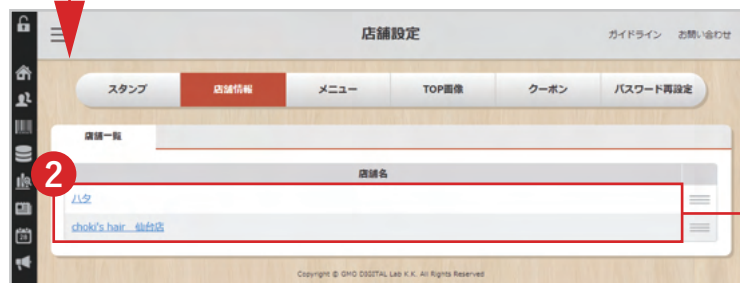 店舗設定
ガイドライン お問い合わせ
スタンプ 店舗情報 メニュー TOP画像 クーポン パスワード再設定
店舗一覧
2
店舗名
ハタ
choki's hair 仙台店
Copyright © GMO DIGITAL Lab K.K. All Rights Reserved